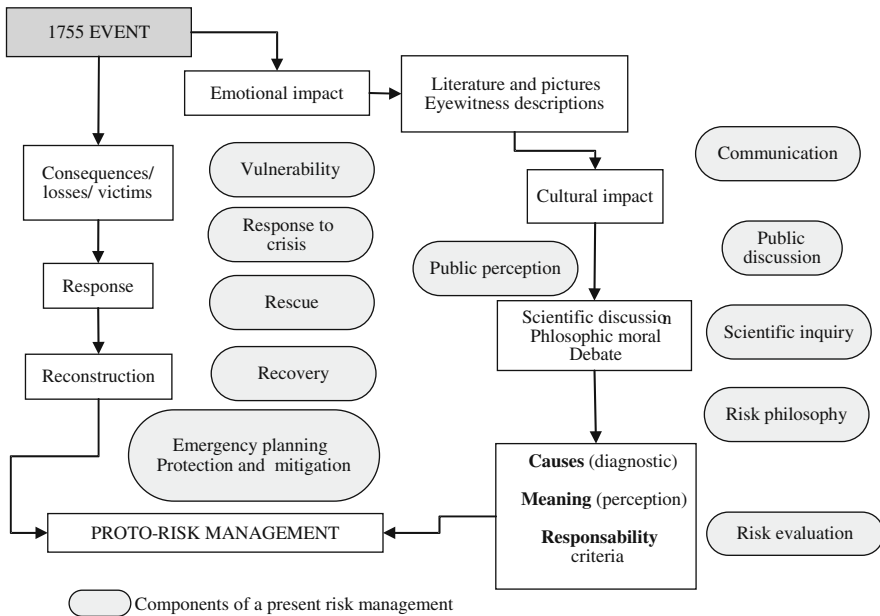 1755 EVENT
Emotional impact
Literature and pictures
Eyewitness descriptions
Communication
Consequences/
losses/ victims
Vulnerability
Cultural impact
Response to
crisis
Public
discussion
Public perception
Response
Rescue
Scientific discussion
Phlosophic moral
Debate
Scientific inquiry
Reconstruction
Recovery
Risk philosophy
Emergency planning
Protection and mitigation
Causes (diagnostic)
Meaning (perception)
Responsability
criteria
PROTO-RISK MANAGEMENT
Risk evaluation
Components of a present risk management